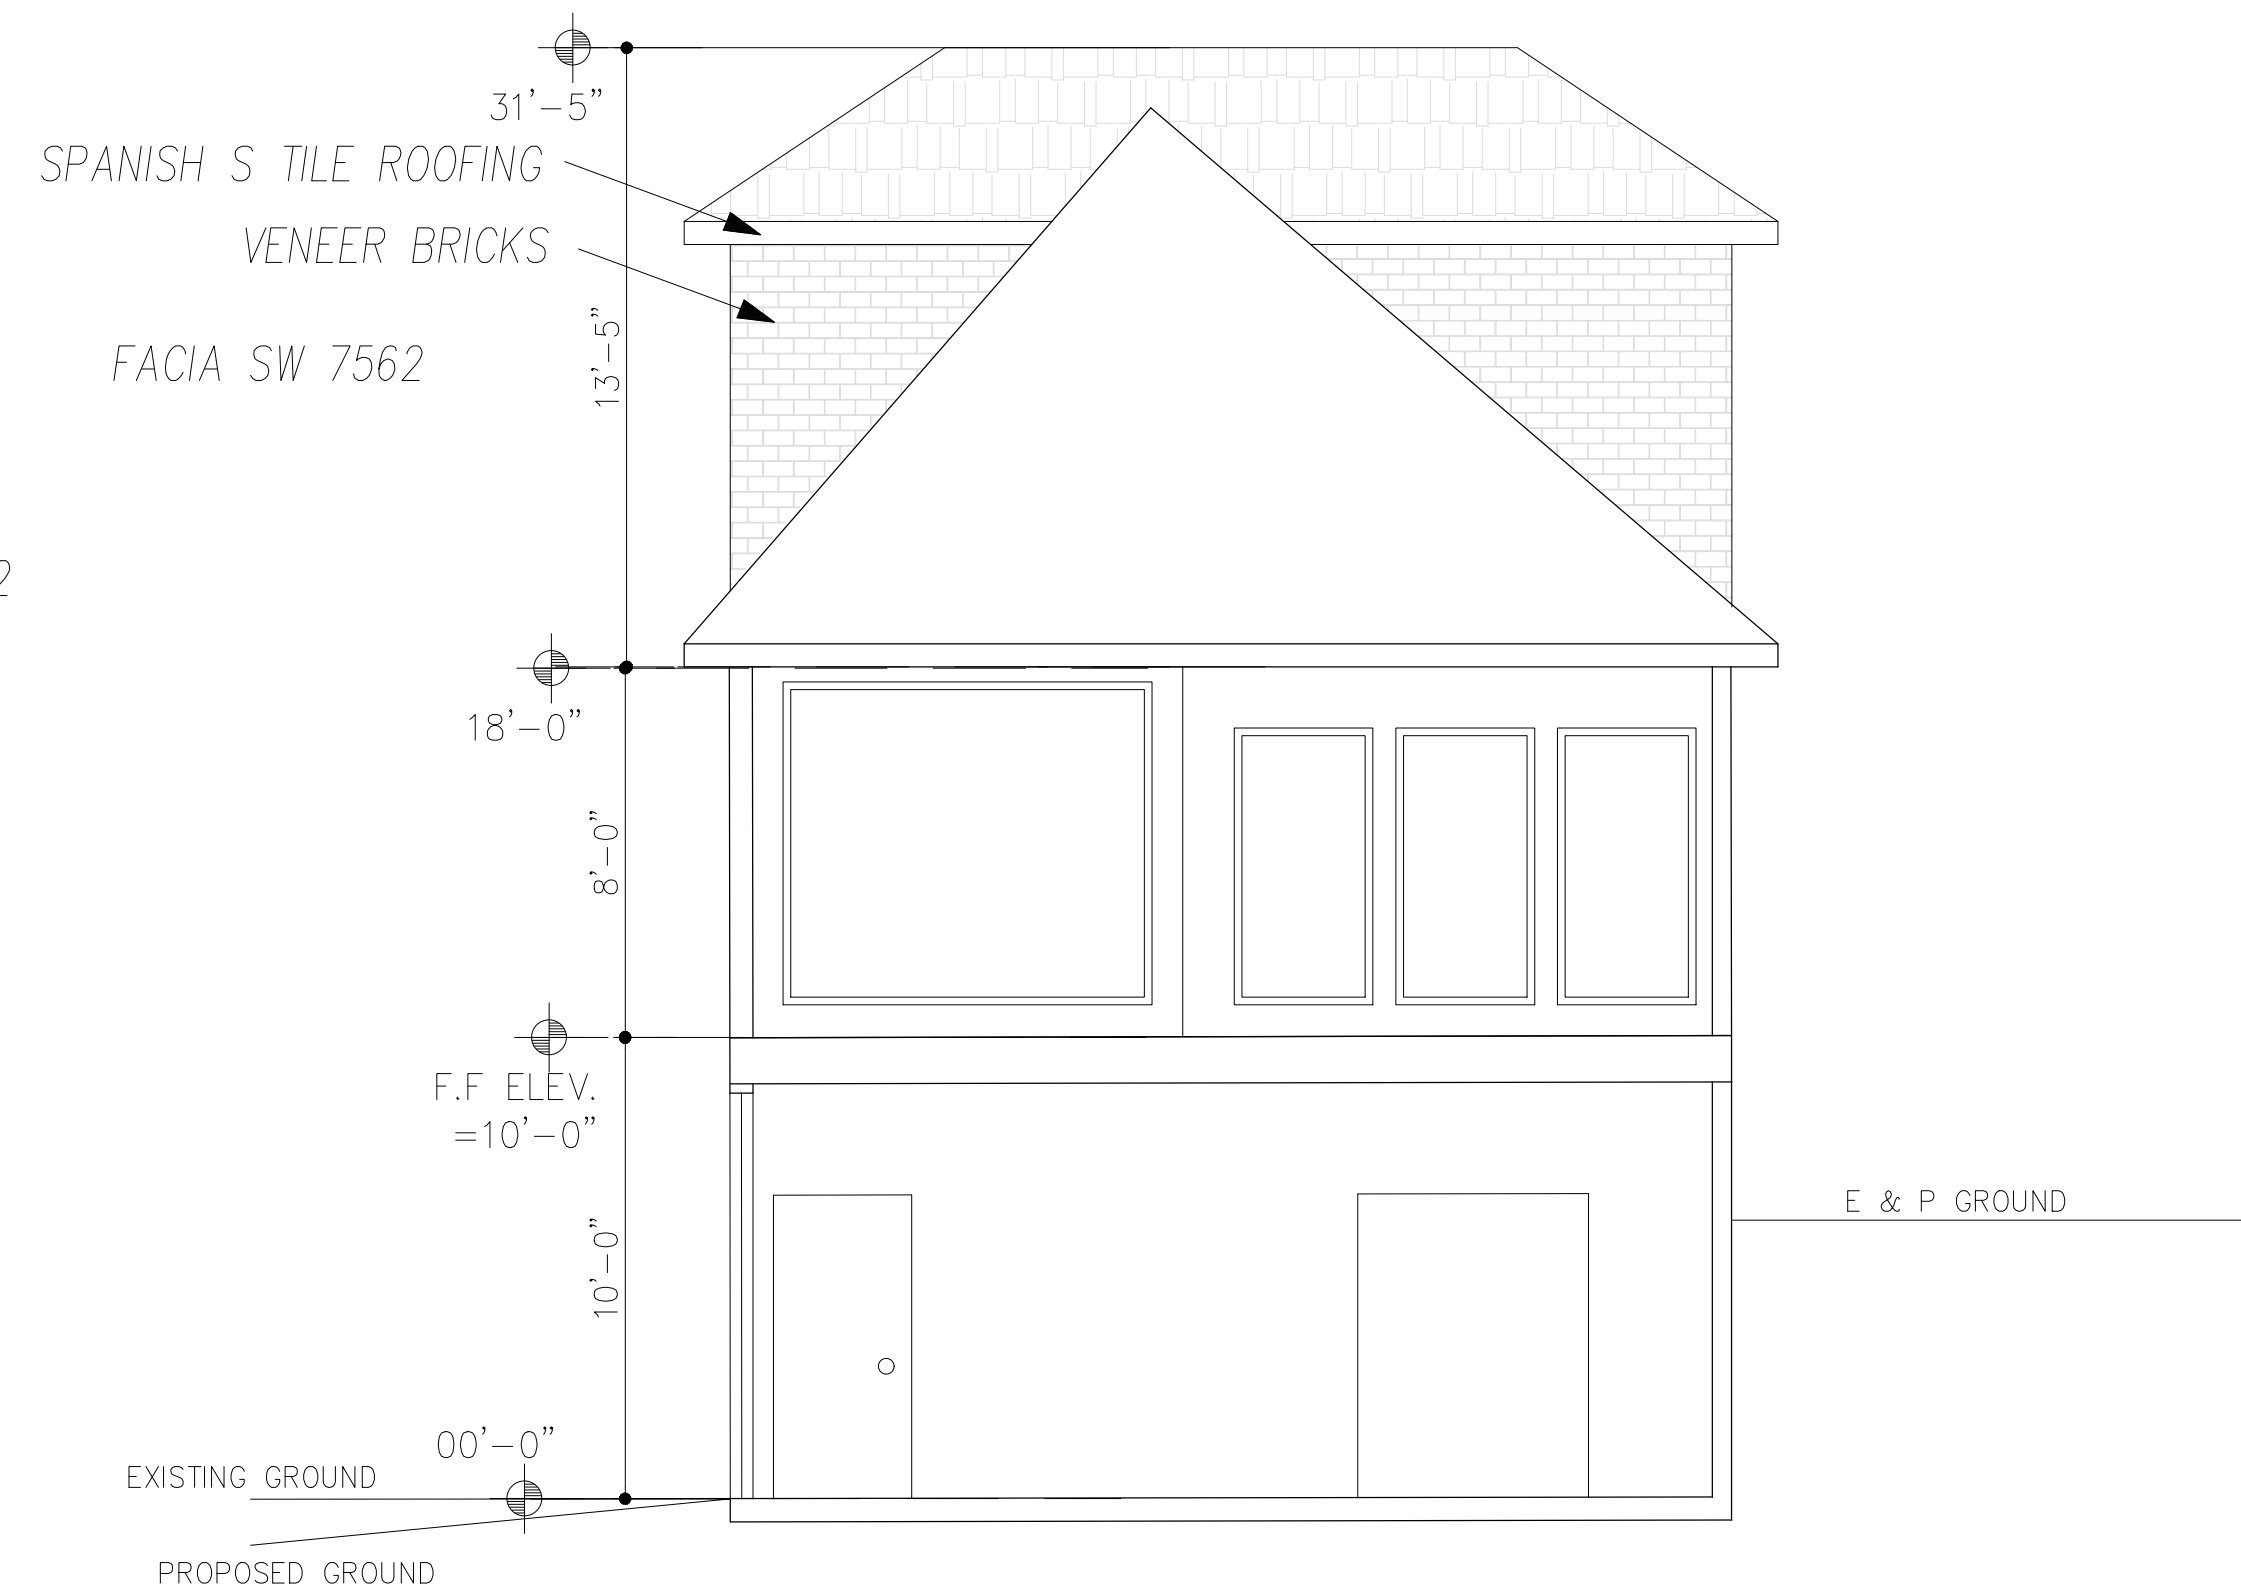 31'-5"
SPANISH S TILE ROOFING
VENEER BRICKS
13'-5"
FACIA SW 7562
2
18'-0"
8'-0"
F.F ELEV.
=10'-0"
E & P GROUND
10'-0"
00'-0"
EXISTING GROUND
PROPOSED GROUND